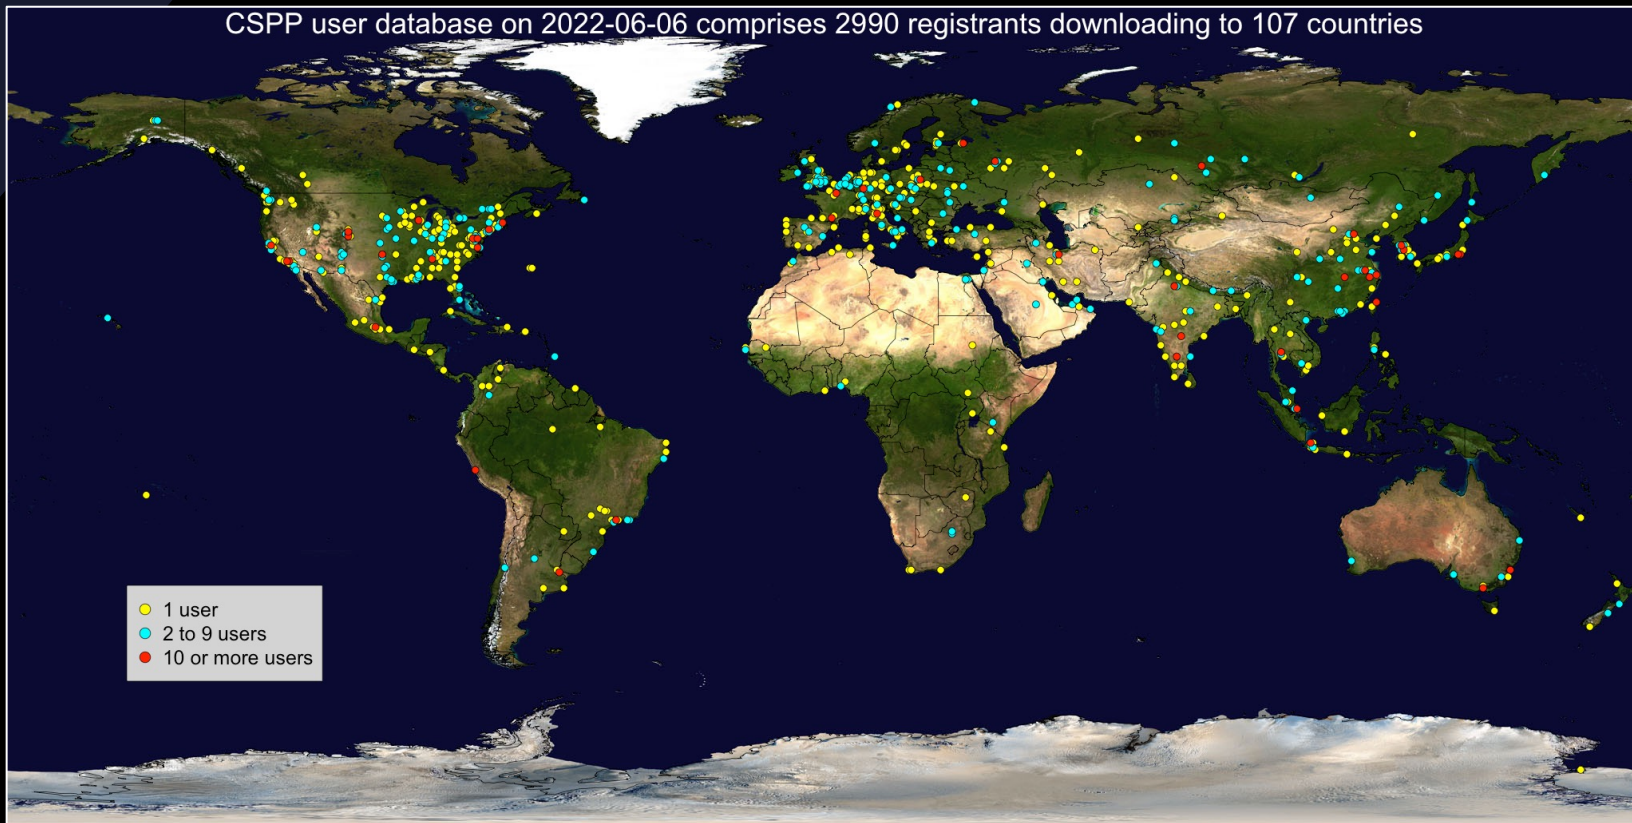 CSPP user database on 2022-06-06 comprises 2990 registrants downloading to 107 countries
1 user
2 to 9 users
10 or more users